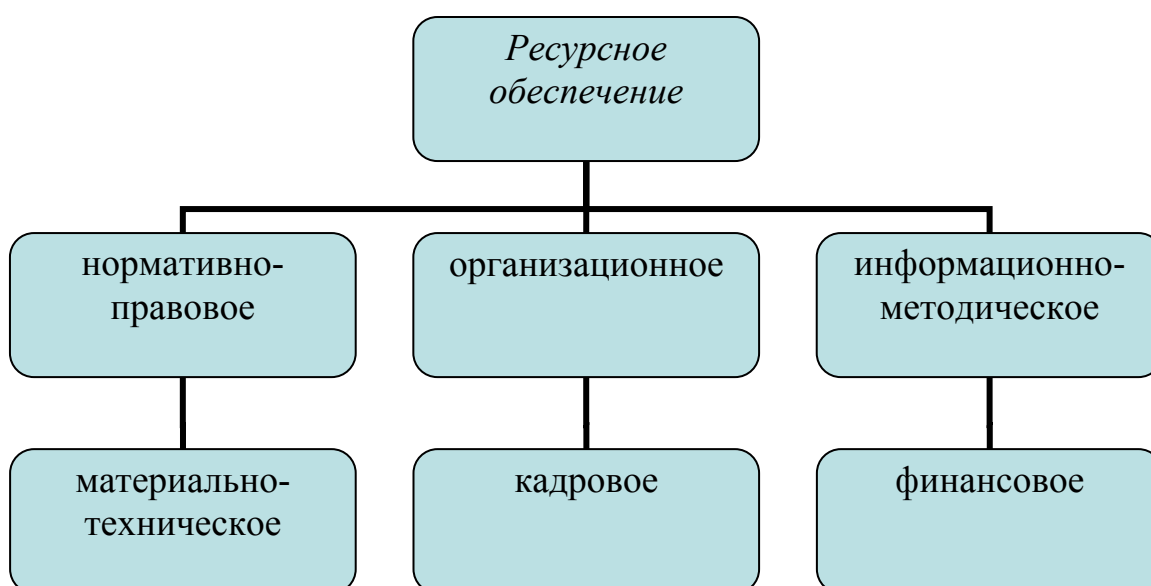 Ресурсное
обеспечение
нормативно-
правовое
организационное
информационно-
методическое
материально-
техническое
кадровое
финансовое